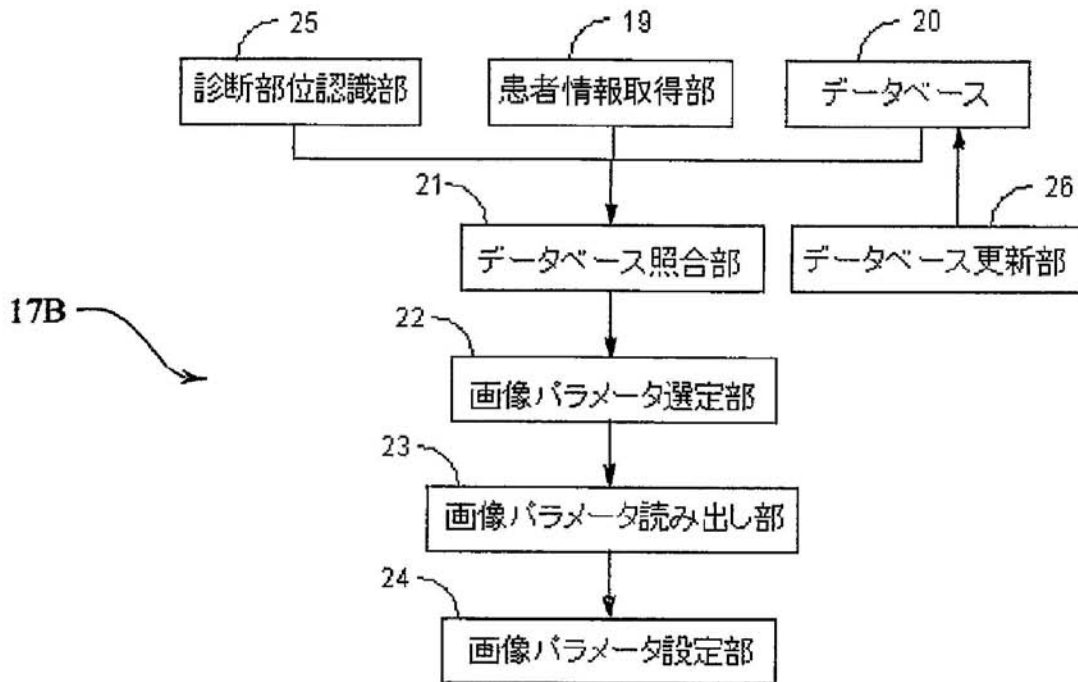 25
19
20
診断部位認識部
患者情報取得部
データベース
21
26
データベース照合部
データベース更新部
17B
22
画像パラメータ選定部
23
画像パラメータ読み出し部
24
画像パラメータ設定部